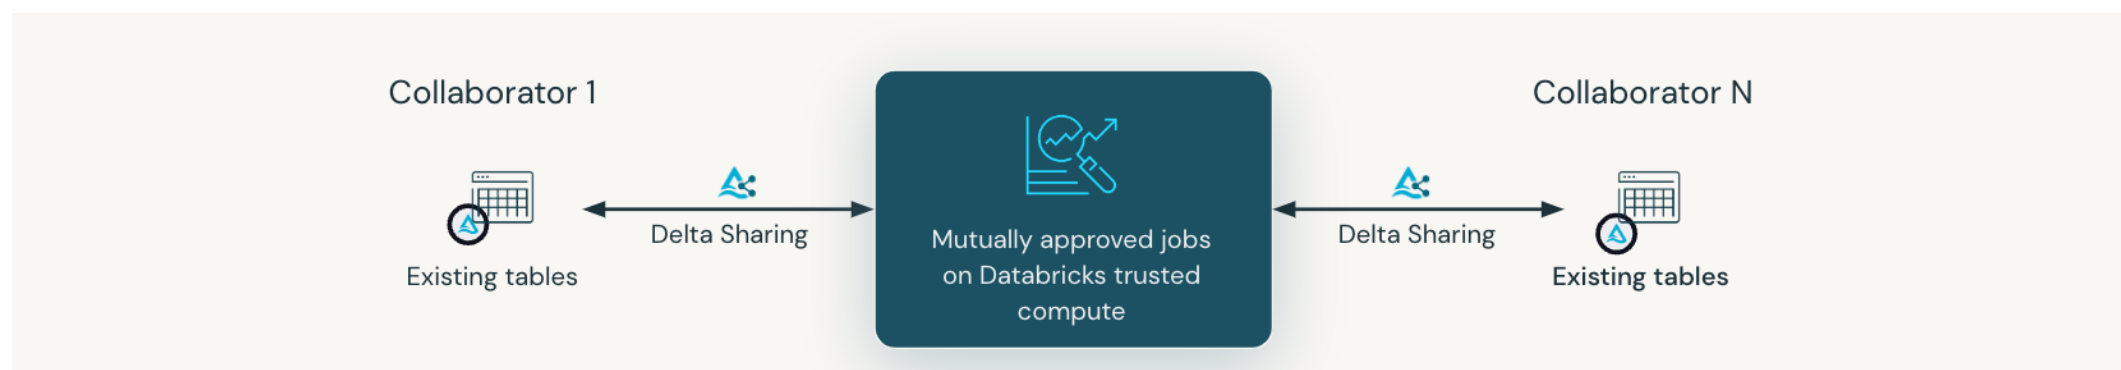 Collaborator 1
Collaborator N
Delta Sharing
Delta Sharing
Existing tables
Mutually approved jobs
on Databricks trusted
compute
Existing tables